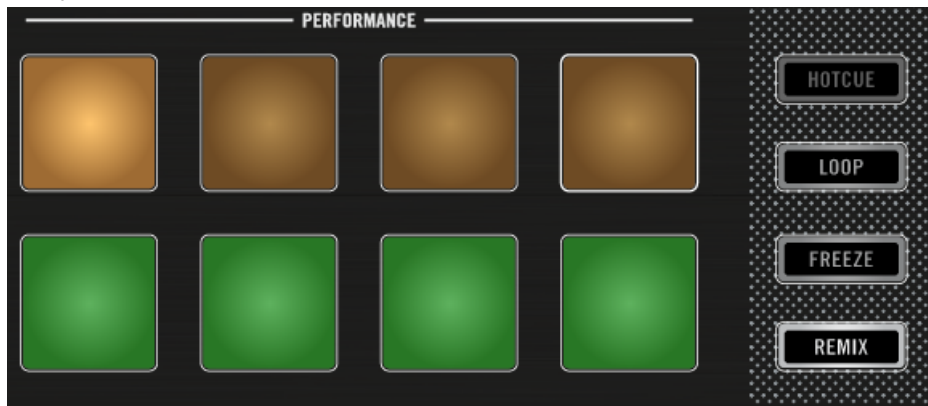 PERFORMANCE
HOTCUE
LOOP
FREEZE
REMIX